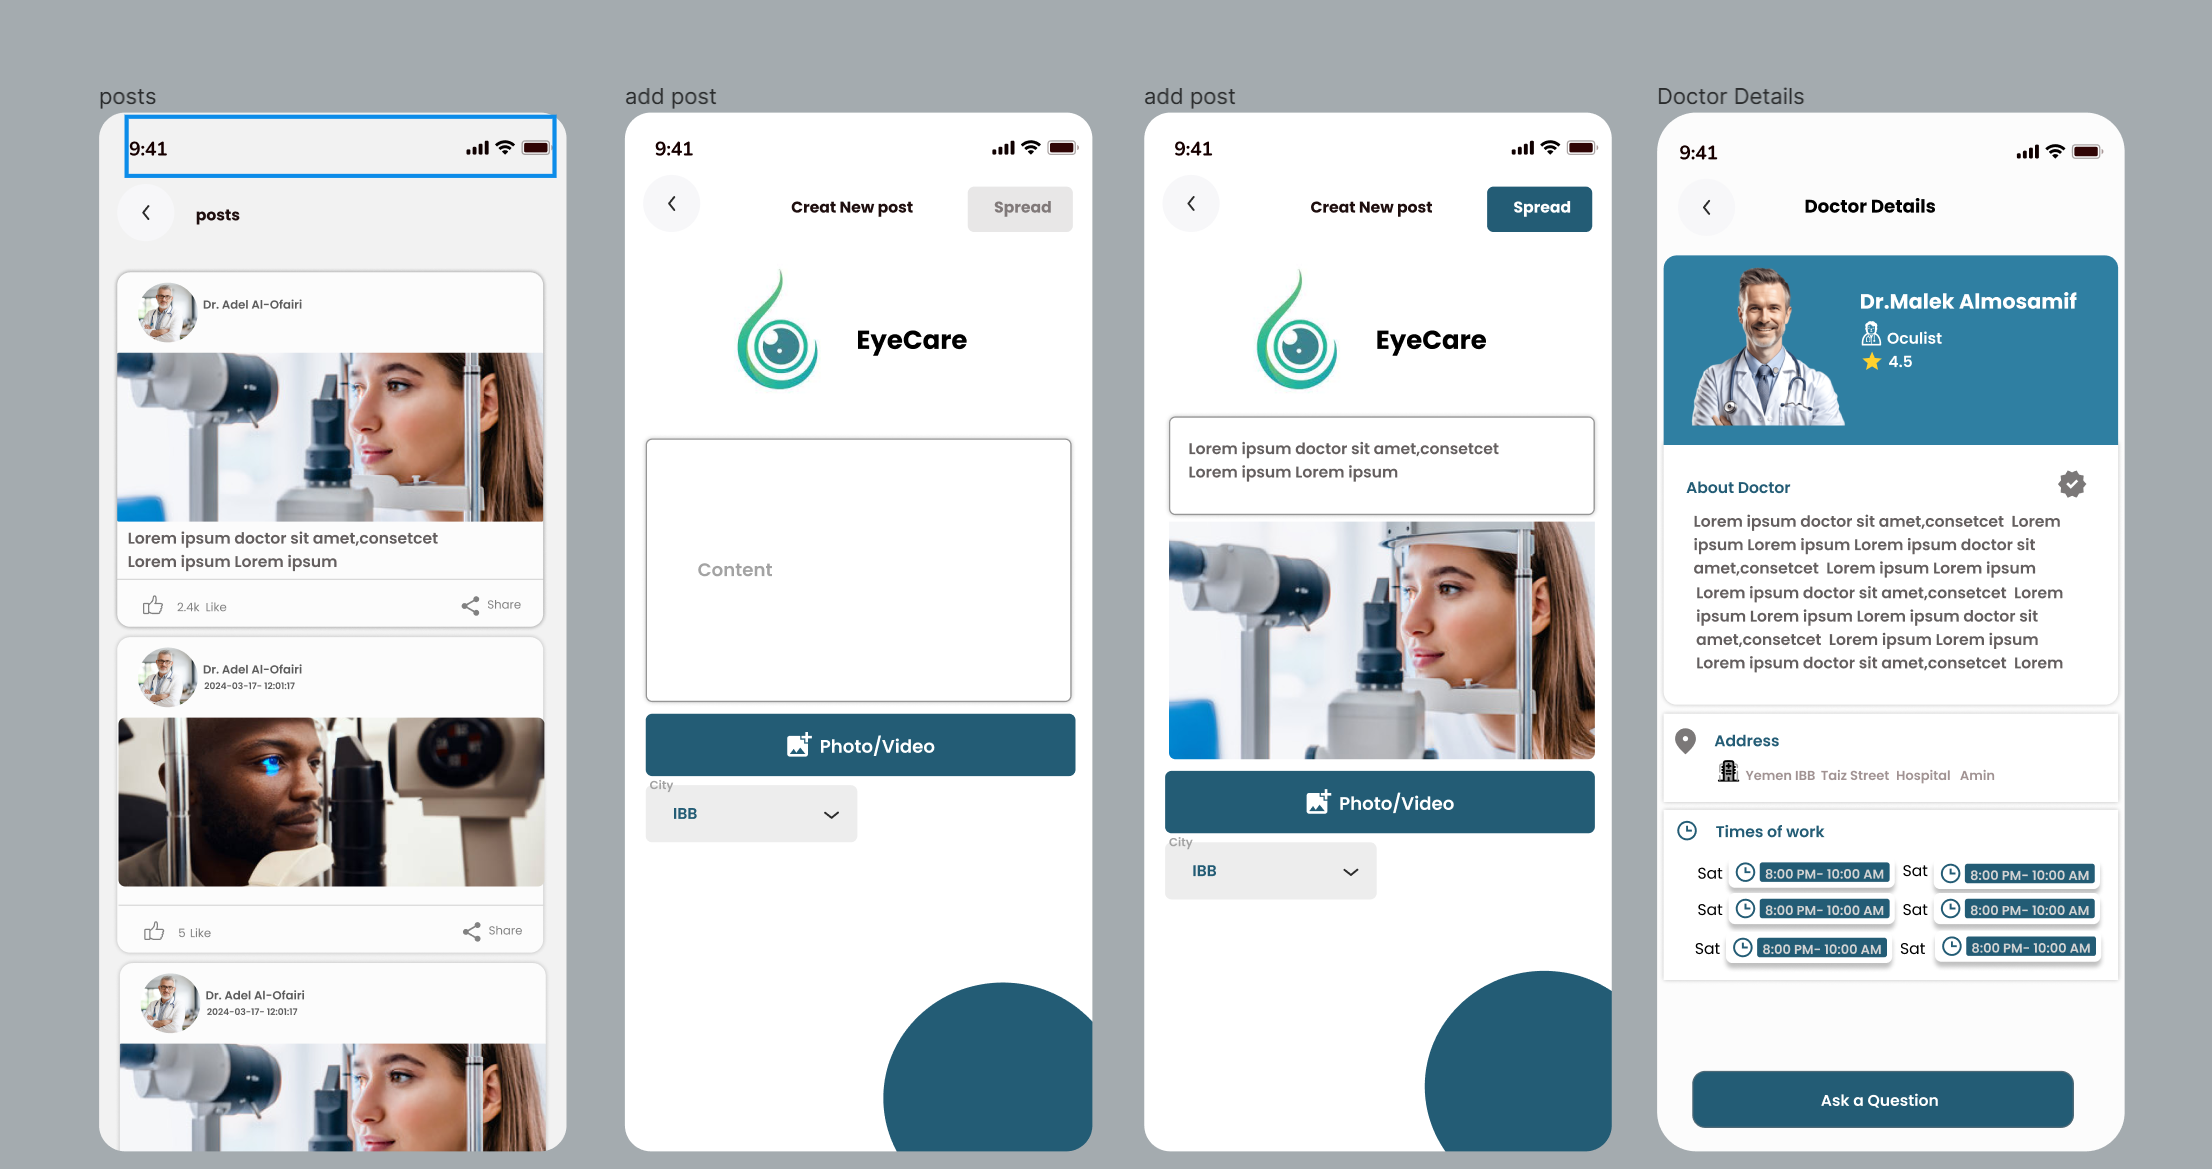 posts
9:41
posts
Dr. Adel Al-Ofairi
Lorem ipsum doctor sit amet,consetcet
Lorem ipsum Lorem ipsum
2.4k Like
Share
Dr. Adel Al-Ofairi
2024-03-17- 12:01:17
5 Like
Share
Dr. Adel Al-Ofairi
2024-03-17- 12:01:17
add post
9:41
Creat New post
Spread
EyeCare
Content
Photo/Video
City
IBB
add post
9:41
Creat New post
Spread
EyeCare
Lorem ipsum doctor sit amet,consetcet
Lorem ipsum Lorem ipsum
Photo/Video
City
IBB
Doctor Details
9:41
Doctor Details
Dr.Malek Almosamif
Oculist
4.5
About Doctor
Lorem ipsum doctor sit amet,consetcet Lorem
ipsum Lorem ipsum Lorem ipsum doctor sit
amet,consetcet Lorem ipsum Lorem ipsum
Lorem ipsum doctor sit amet,consetcet Lorem
ipsum Lorem ipsum Lorem ipsum doctor sit
amet,consetcet Lorem ipsum Lorem ipsum
Lorem ipsum doctor sit amet,consetcet Lorem
Address
Yemen IBB Taiz Street Hospital Amin
Times of work
Sat 8:00 PM- 10:00 AM Sat 8:00 PM- 10:00 AM
Sat 8:00 PM- 10:00 AM Sat 8:00 PM- 10:00 AM
Sat 8:00 PM- 10:00 AM Sat 8:00 PM- 10:00 AM
Ask a Question